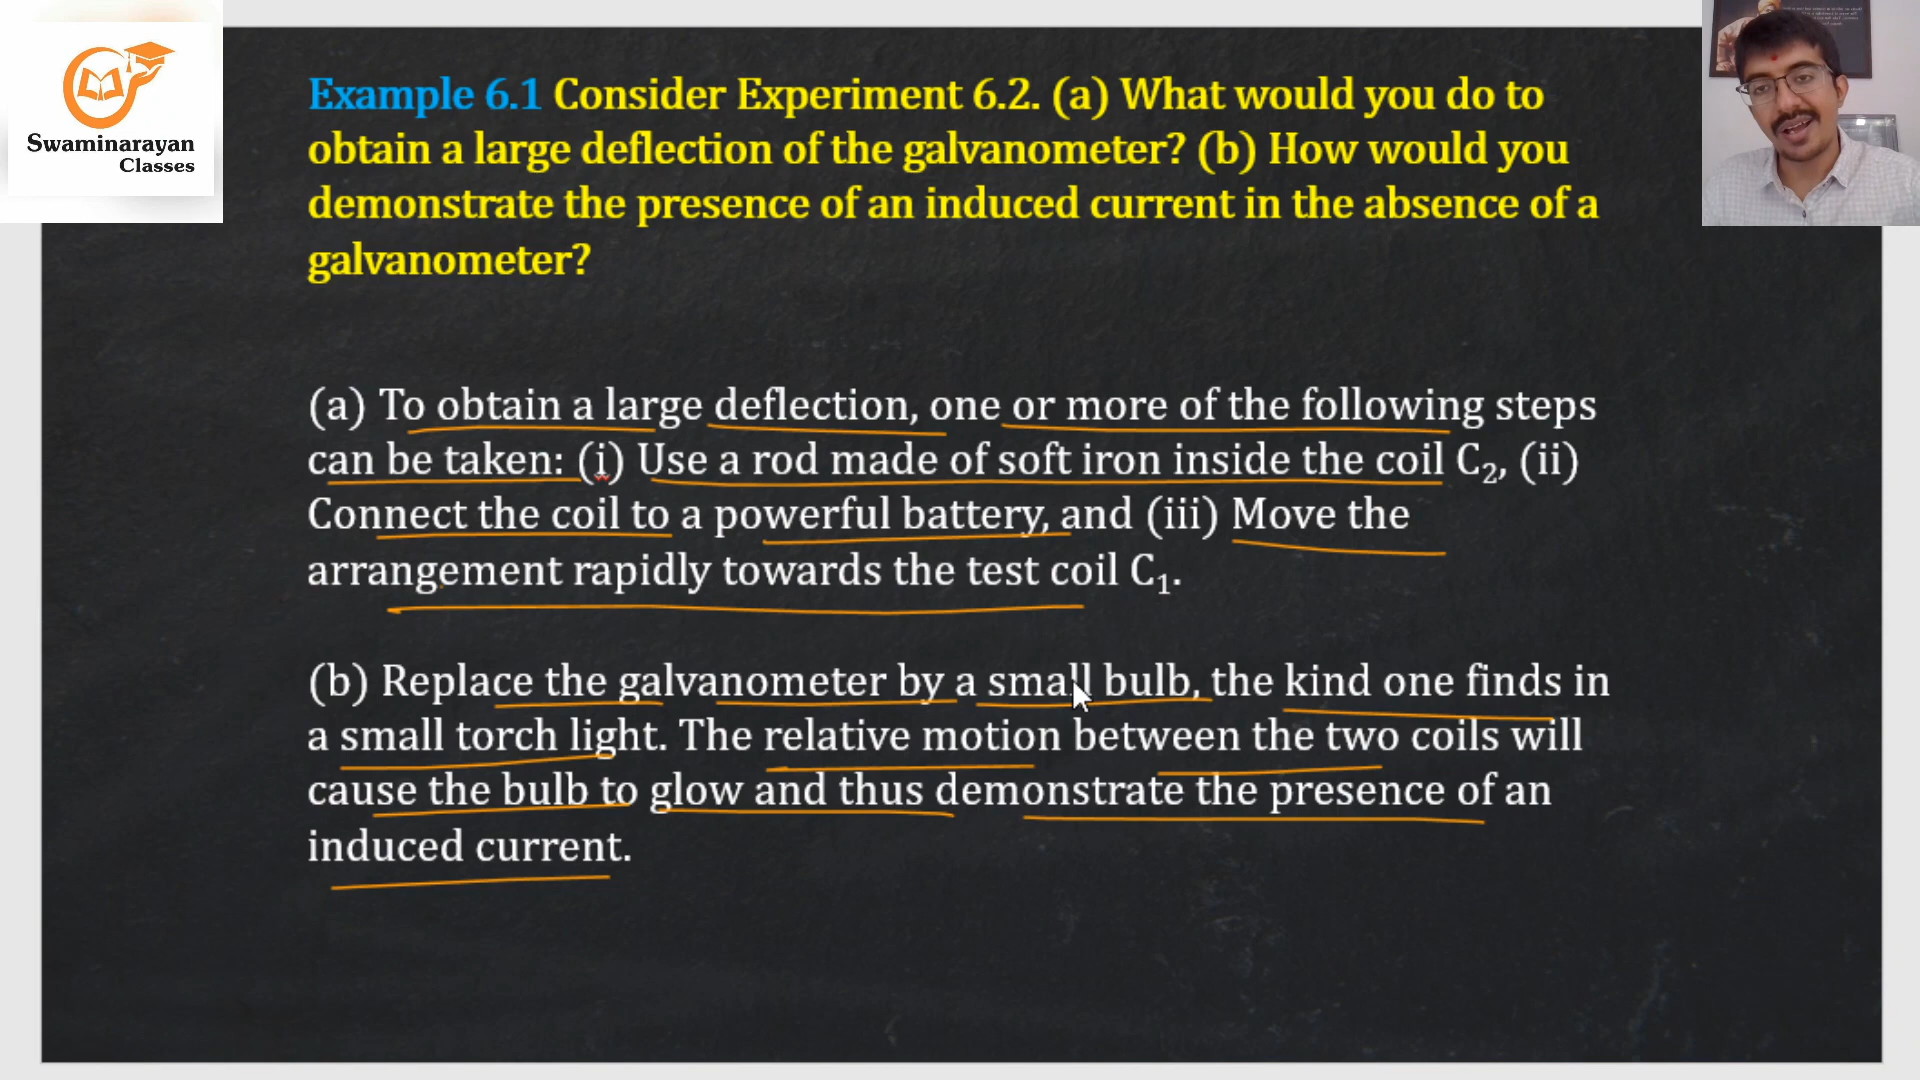 Swaminarayan
Classes
Example 6.1 Consider Experiment 6.2. (a) What would you do to
obtain a large deflection of the galvanometer? (b) How would you
demonstrate the presence of an induced current in the absence of a
galvanometer?
(a) To obtain a large deflection, one or more of the following steps
can be taken: (i) Use a rod made of soft iron inside the coil C₂, (ii)
Connect the coil to a powerful battery, and (iii) Move the
arrangement rapidly towards the test coil C₁.
(b) Replace the galvanometer by a small bulb, the kind one finds in
a small torch light. The relative motion between the two coils will
cause the bulb to glow and thus demonstrate the presence of an
induced current.